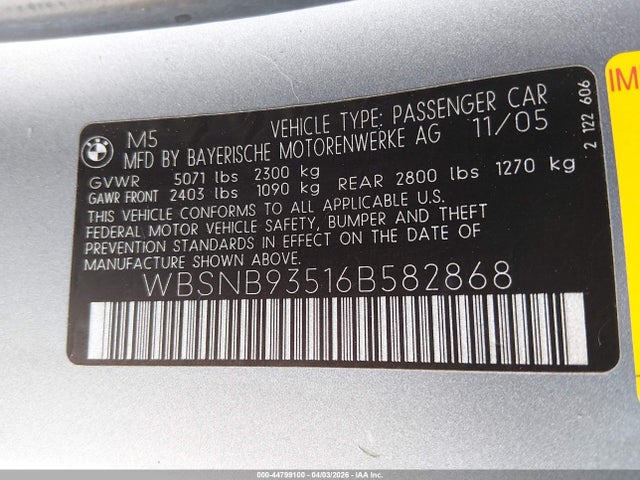 M5 VEHICLE TYPE: PASSENGER CAR
MFD BY BAYERISCHE MOTORENWERKE AG 11/05
GVWR 5071 lbs 2300 kg
GAWR FRONT 2403 lbs 1090 kg REAR 2800 lbs 1270 kg
THIS VEHICLE CONFORMS TO ALL APPLICABLE U.S.
FEDERAL MOTOR VEHICLE SAFETY, BUMPER AND THEFT
PREVENTION STANDARDS IN EFFECT ON THE DATE OF
MANUFACTURE SHOWN ABOVE.
WBSNB93516B582868
2 122 606
IM
000-44799100 - 04/03/2026 - IAA Inc.